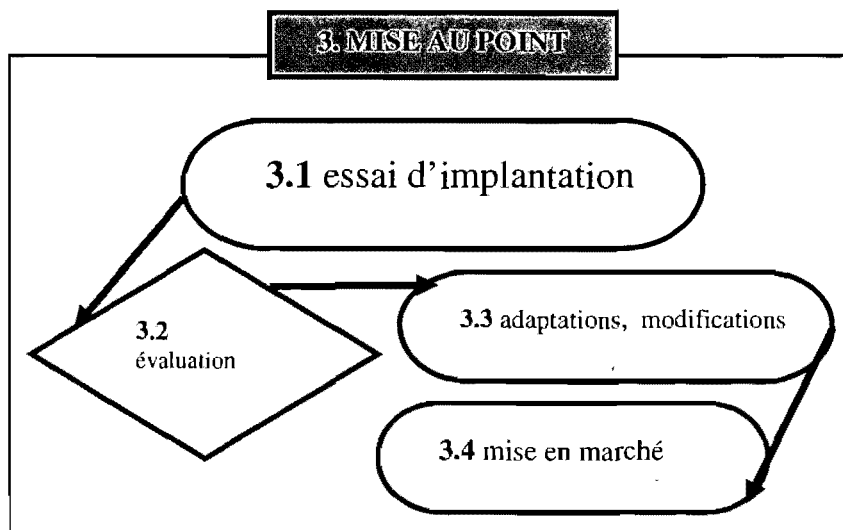 3. MISE AU POINT
3.1 essai d'implantation
3.2
évaluation
3.3 adaptations, modifications
3.4 mise en marché